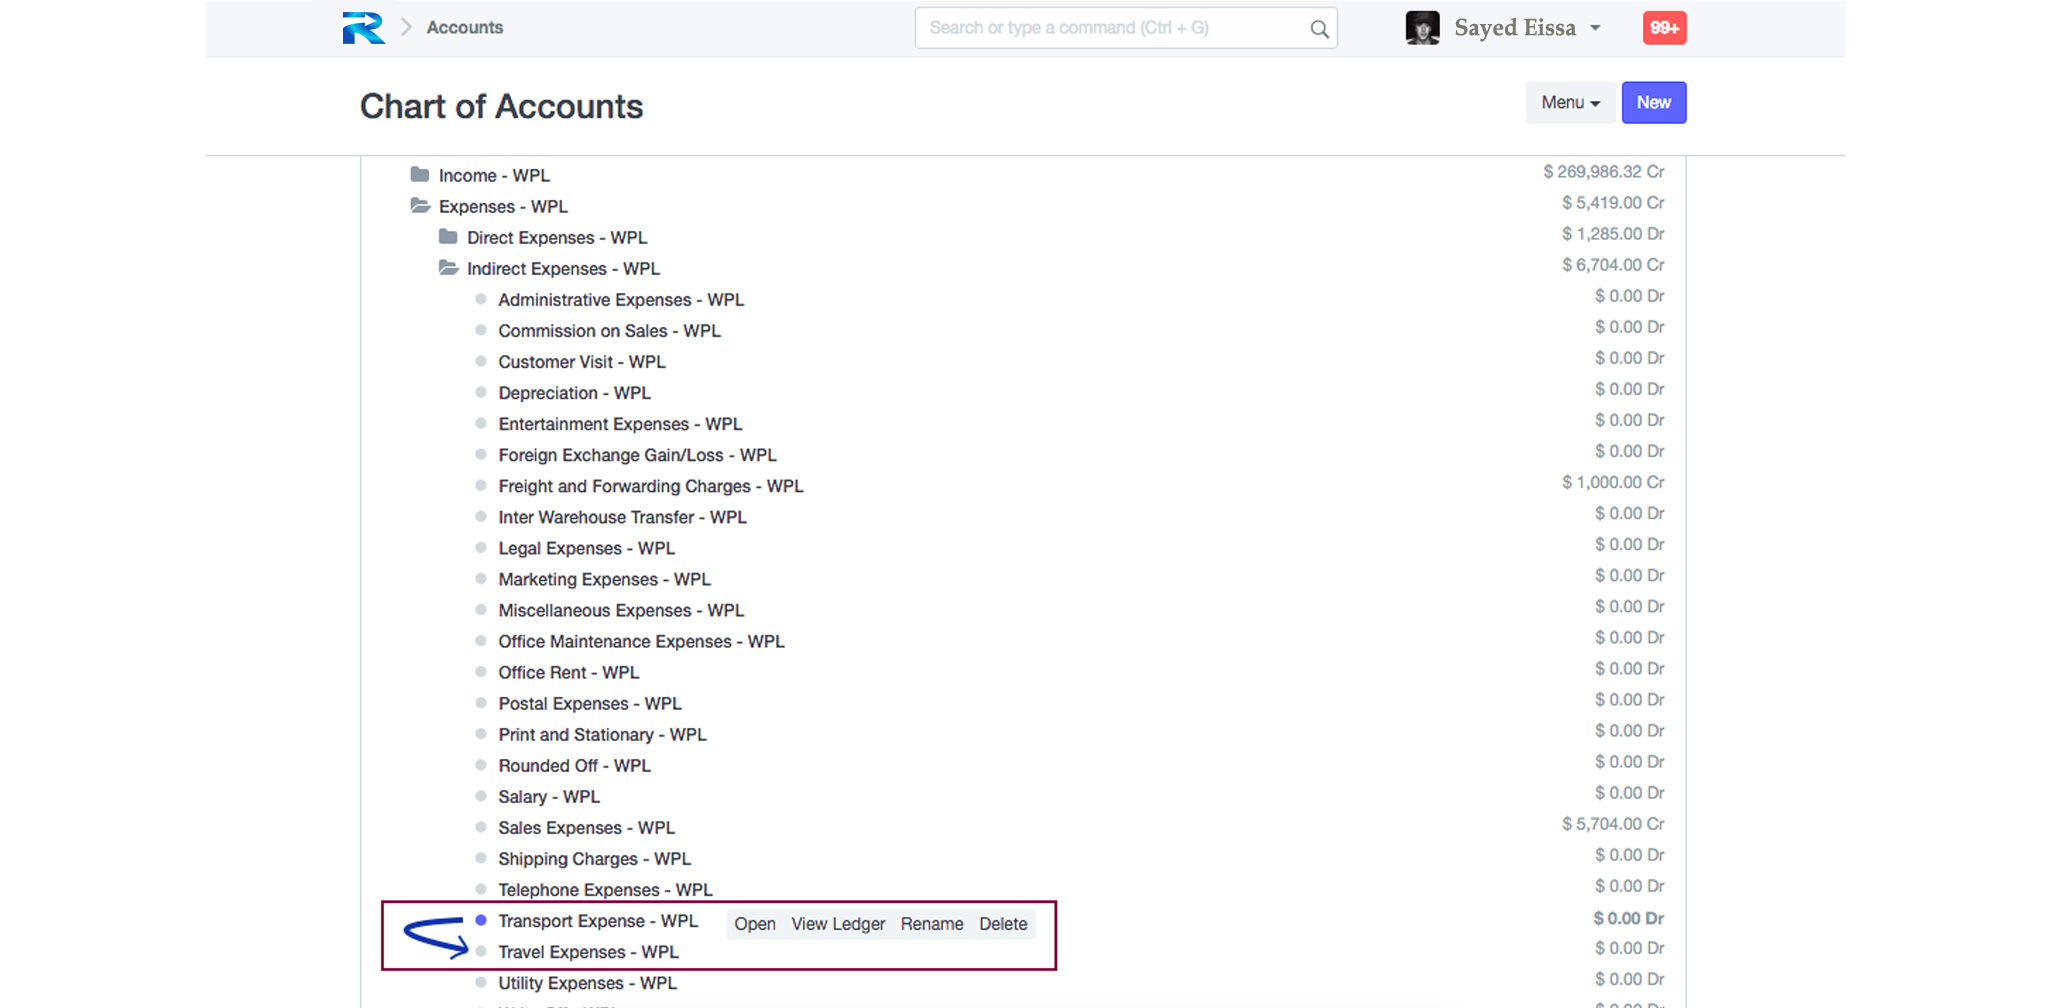 Accounts
Search or type a command (Ctrl + G)
Sayed Eissa
99+
Chart of Accounts
Menu
New
Income - WPL $ 269,986.32 Cr
Expenses - WPL $ 5,419.00 Cr
Direct Expenses - WPL $ 1,285.00 Dr
Indirect Expenses - WPL $ 6,704.00 Cr
Administrative Expenses - WPL $ 0.00 Dr
Commission on Sales - WPL $ 0.00 Dr
Customer Visit - WPL $ 0.00 Dr
Depreciation - WPL $ 0.00 Dr
Entertainment Expenses - WPL $ 0.00 Dr
Foreign Exchange Gain/Loss - WPL $ 0.00 Dr
Freight and Forwarding Charges - WPL $ 1,000.00 Cr
Inter Warehouse Transfer - WPL $ 0.00 Dr
Legal Expenses - WPL $ 0.00 Dr
Marketing Expenses - WPL $ 0.00 Dr
Miscellaneous Expenses - WPL $ 0.00 Dr
Office Maintenance Expenses - WPL $ 0.00 Dr
Office Rent - WPL $ 0.00 Dr
Postal Expenses - WPL $ 0.00 Dr
Print and Stationary - WPL $ 0.00 Dr
Rounded Off - WPL $ 0.00 Dr
Salary - WPL $ 0.00 Dr
Sales Expenses - WPL $ 5,704.00 Cr
Shipping Charges - WPL $ 0.00 Dr
Telephone Expenses - WPL $ 0.00 Dr
Transport Expense - WPL Open View Ledger Rename Delete $ 0.00 Dr
Travel Expenses - WPL $ 0.00 Dr
Utility Expenses - WPL $ 0.00 Dr